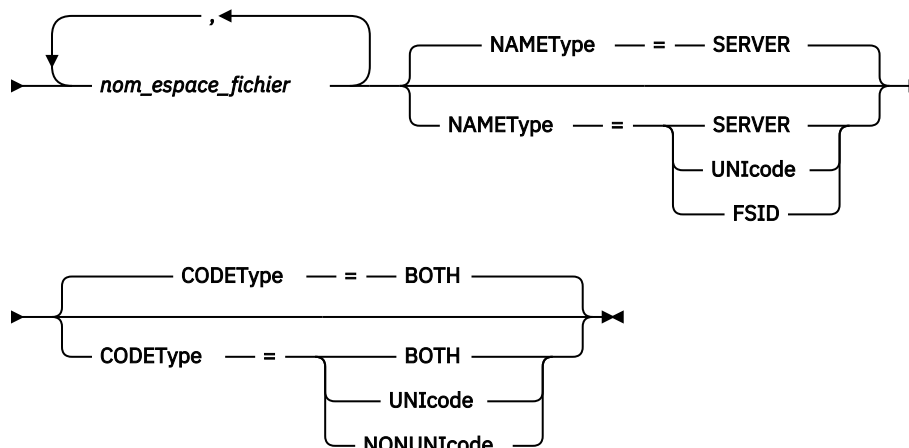 ,
NAMEType = SERVER
nom_espace_fichier
NAMEType = SERVER
UNIcode
FSID
CODEType = BOTH
CODEType = BOTH
UNIcode
NONUNIcode